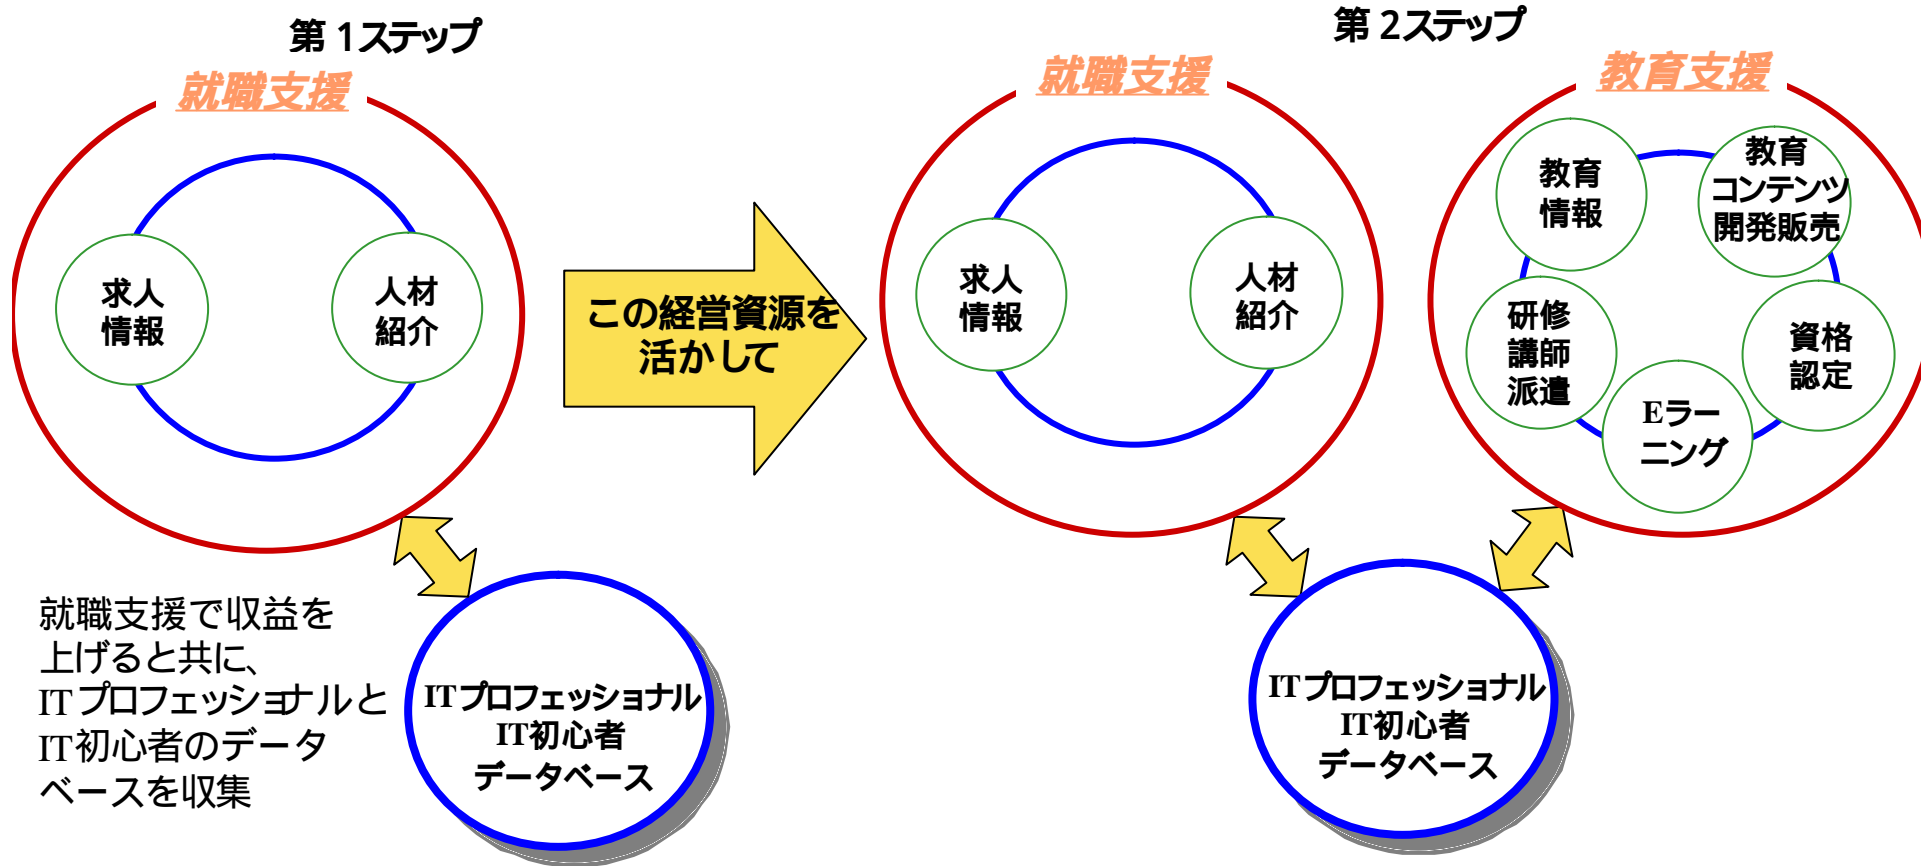 第1ステップ
就職支援
求人
情報
人材
紹介
就職支援で収益を
上げると共に、
ITプロフェッショナルと
IT初心者のデータ
ベースを収集
ITプロフェッショナル
IT初心者
データベース
この経営資源を
活かして
第2ステップ
就職支援
求人
情報
人材
紹介
教育支援
教育
情報
教育
コンテンツ
開発販売
研修
講師
派遣
資格
認定
Eラー
ニング
ITプロフェッショナル
IT初心者
データベース